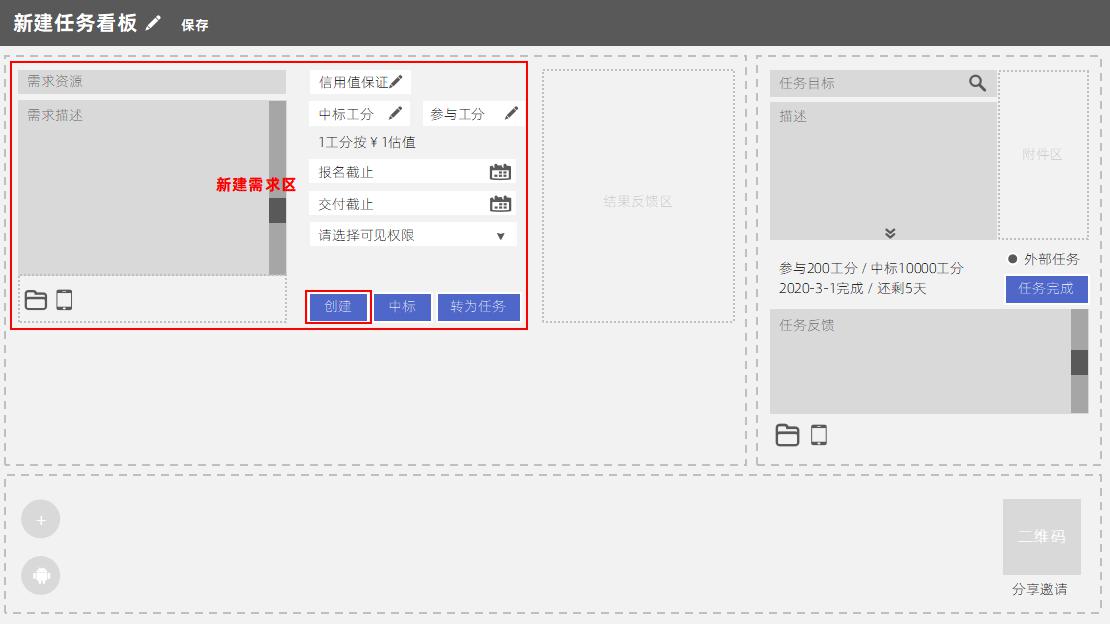 新建任务看板 保存
需求资源
需求描述
新建需求区
信用值保证
中标工分 参与工分
1工分按￥1估值
报名截止
交付截止
请选择可见权限
创建 中标 转为任务
结果反馈区
任务目标
描述
附件区
参与200工分 / 中标10000工分
2020-3-1完成 / 还剩5天
外部任务
任务完成
任务反馈
+
二维码
分享邀请